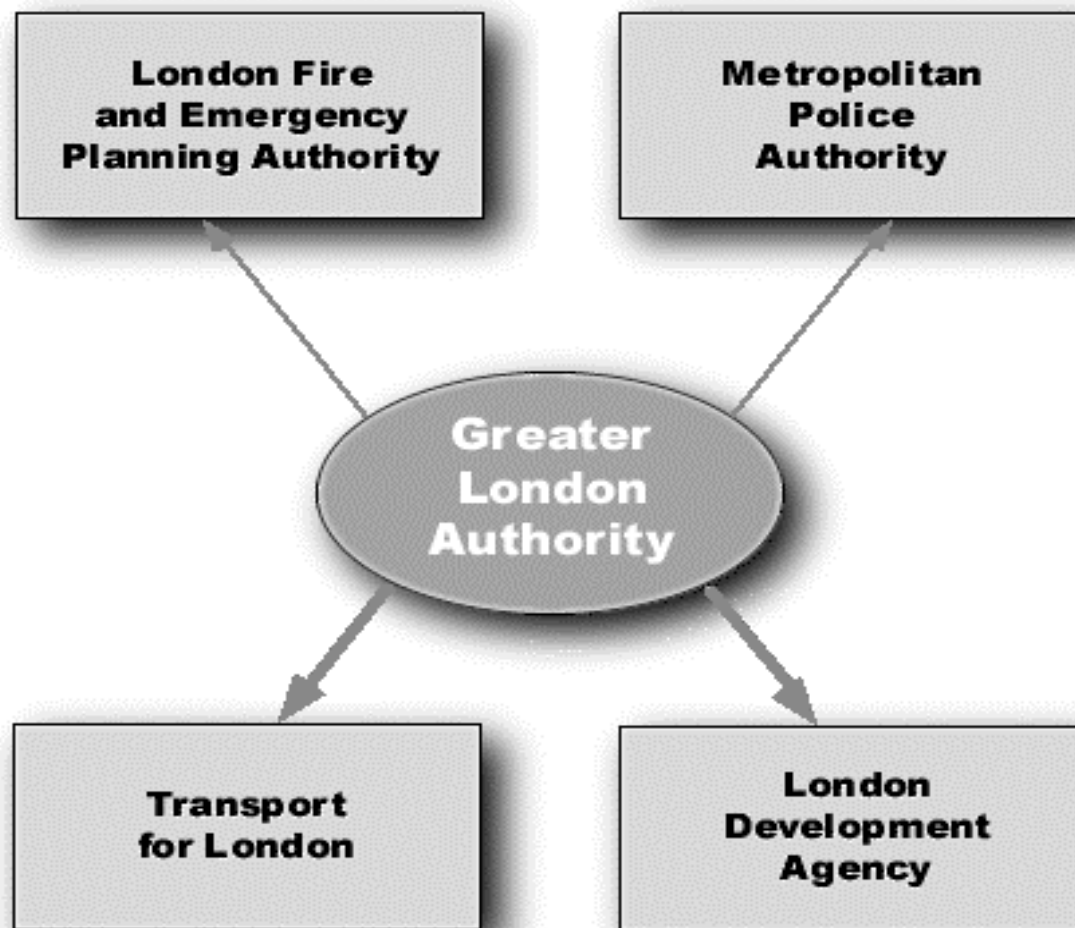 London Fire
and Emergency
Planning Authority
Metropolitan
Police
Authority
Greater
London
Authority
Transport
for London
London
Development
Agency